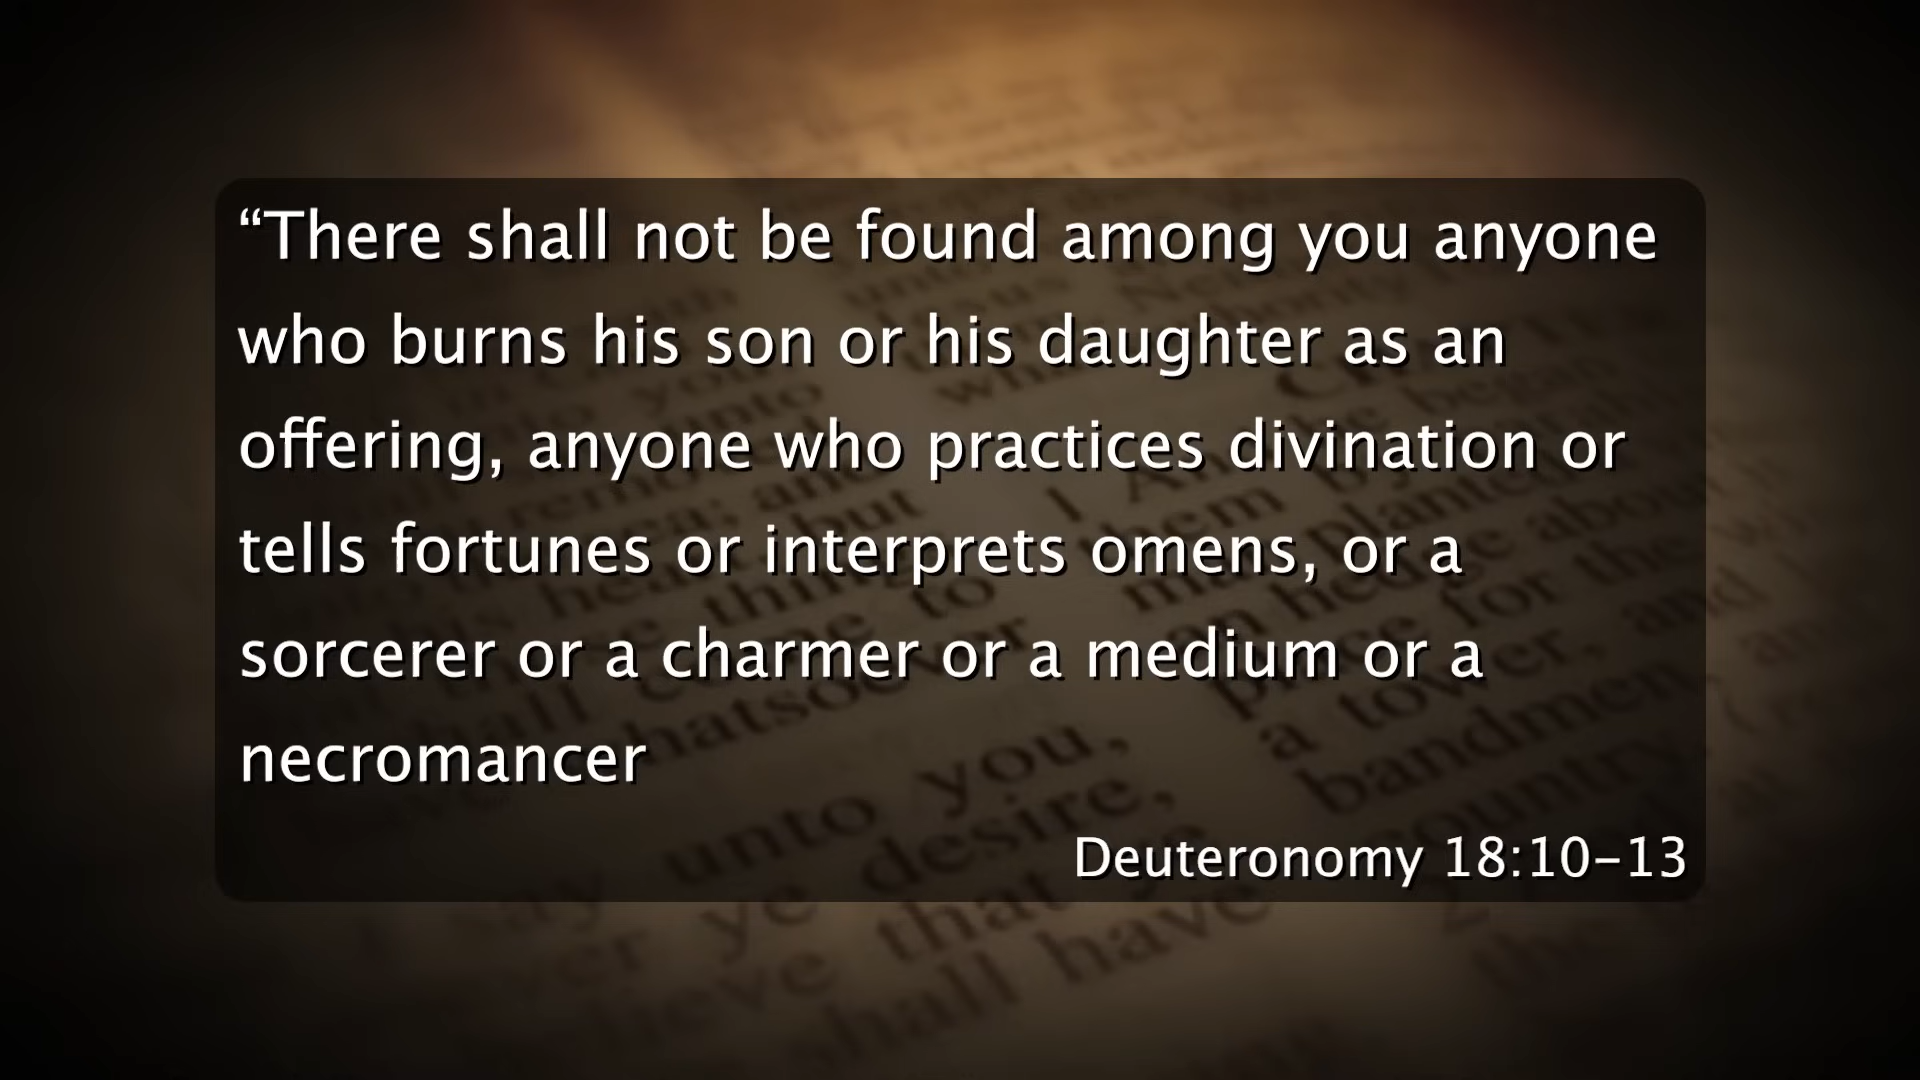 “There shall not be found among you anyone
who burns his son or his daughter as an
offering, anyone who practices divination or
tells fortunes or interprets omens, or a
sorcerer or a charmer or a medium or a
necromancer
Deuteronomy 18:10–13